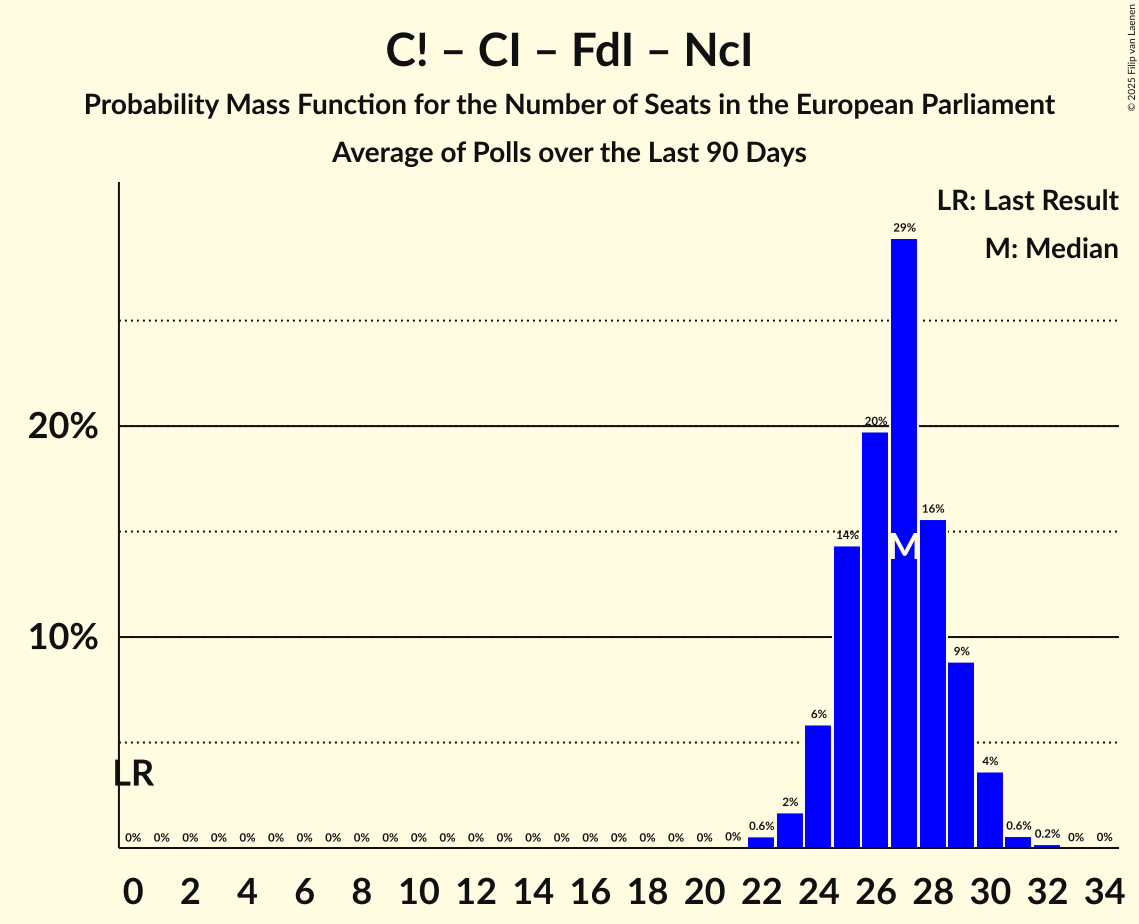 C! – CI – FdI – NcI
Probability Mass Function for the Number of Seats in the European Parliament
Average of Polls over the Last 90 Days
© 2025 Filip van Laenen
LR: Last Result
M: Median
20%
10%
LR
M
0% 0% 0% 0% 0% 0% 0% 0% 0% 0% 0% 0% 0% 0% 0% 0% 0% 0% 0% 0% 0% 0% 0.6% 2% 6% 14% 20% 29% 16% 9% 4% 0.6% 0.2% 0% 0%
0 2 4 6 8 10 12 14 16 18 20 22 24 26 28 30 32 34